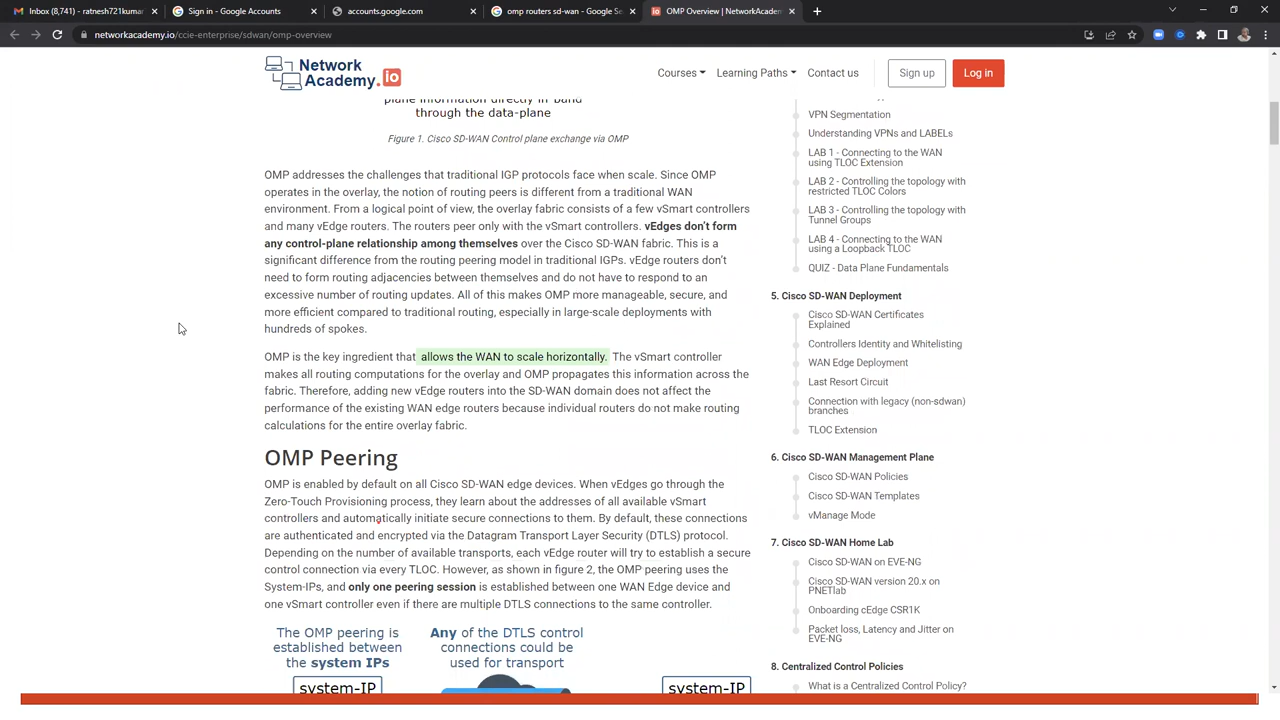 Inbox (8,741) - ratnesh721kumar
Sign in - Google Accounts
accounts.google.com
omp routers sd-wan - Google Se
OMP Overview | NetworkAcadem
networkacademy.io/ccie-enterprise/sdwan/omp-overview
Network
Academy.io
Courses
Learning Paths
Contact us
Sign up
Log in
plane information directly in band
through the data-plane
Figure 1. Cisco SD-WAN Control plane exchange via OMP
OMP addresses the challenges that traditional IGP protocols face when scale. Since OMP
operates in the overlay, the notion of routing peers is different from a traditional WAN
environment. From a logical point of view, the overlay fabric consists of a few vSmart controllers
and many vEdge routers. The routers peer only with the vSmart controllers. vEdges don't form
any control-plane relationship among themselves over the Cisco SD-WAN fabric. This is a
significant difference from the routing peering model in traditional IGPs. vEdge routers don't
need to form routing adjacencies between themselves and do not have to respond to an
excessive number of routing updates. All of this makes OMP more manageable, secure, and
more efficient compared to traditional routing, especially in large-scale deployments with
hundreds of spokes.
OMP is the key ingredient that allows the WAN to scale horizontally. The vSmart controller
makes all routing computations for the overlay and OMP propagates this information across the
fabric. Therefore, adding new vEdge routers into the SD-WAN domain does not affect the
performance of the existing WAN edge routers because individual routers do not make routing
calculations for the entire overlay fabric.
OMP Peering
OMP is enabled by default on all Cisco SD-WAN edge devices. When vEdges go through the
Zero-Touch Provisioning process, they learn about the addresses of all available vSmart
controllers and automatically initiate secure connections to them. By default, these connections
are authenticated and encrypted via the Datagram Transport Layer Security (DTLS) protocol.
Depending on the number of available transports, each vEdge router will try to establish a secure
control connection via every TLOC. However, as shown in figure 2, the OMP peering uses the
System-IPs, and only one peering session is established between one WAN Edge device and
one vSmart controller even if there are multiple DTLS connections to the same controller.
The OMP peering is
established between
the system IPs
Any of the DTLS control
connections could be
used for transport
system-IP
system-IP
VPN Segmentation
Understanding VPNs and LABELs
LAB 1 - Connecting to the WAN
using TLOC Extension
LAB 2 - Controlling the topology with
restricted TLOC Colors
LAB 3 - Controlling the topology with
Tunnel Groups
LAB 4 - Connecting to the WAN
using a Loopback TLOC
QUIZ - Data Plane Fundamentals
5. Cisco SD-WAN Deployment
Cisco SD-WAN Certificates
Explained
Controllers Identity and Whitelisting
WAN Edge Deployment
Last Resort Circuit
Connection with legacy (non-sdwan)
branches
TLOC Extension
6. Cisco SD-WAN Management Plane
Cisco SD-WAN Policies
Cisco SD-WAN Templates
vManage Mode
7. Cisco SD-WAN Home Lab
Cisco SD-WAN on EVE-NG
Cisco SD-WAN version 20.x on
PNETlab
Onboarding cEdge CSR1K
Packet loss, Latency and Jitter on
EVE-NG
8. Centralized Control Policies
What is a Centralized Control Policy?